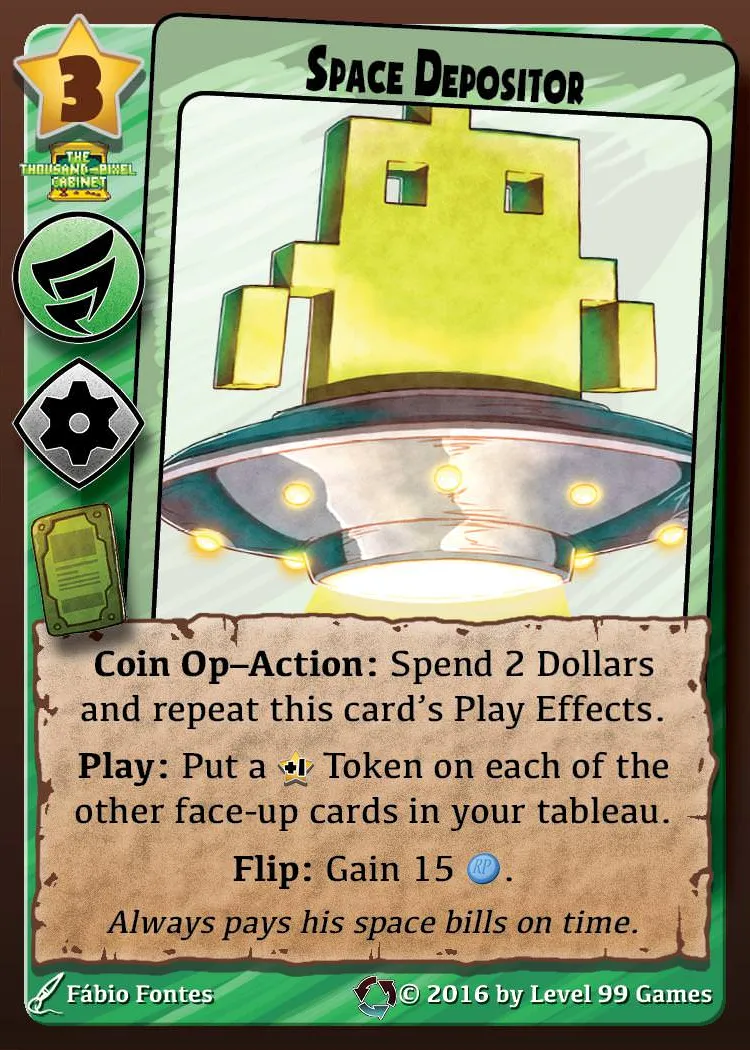 3
SPACE DEPOSITOR
THE
THOUSAND-PIXEL
CABINET
Coin Op–Action: Spend 2 Dollars
and repeat this card's Play Effects.
Play: Put a +1 Token on each of the
other face-up cards in your tableau.
Flip: Gain 15 RP.
Always pays his space bills on time.
Fábio Fontes
© 2016 by Level 99 Games